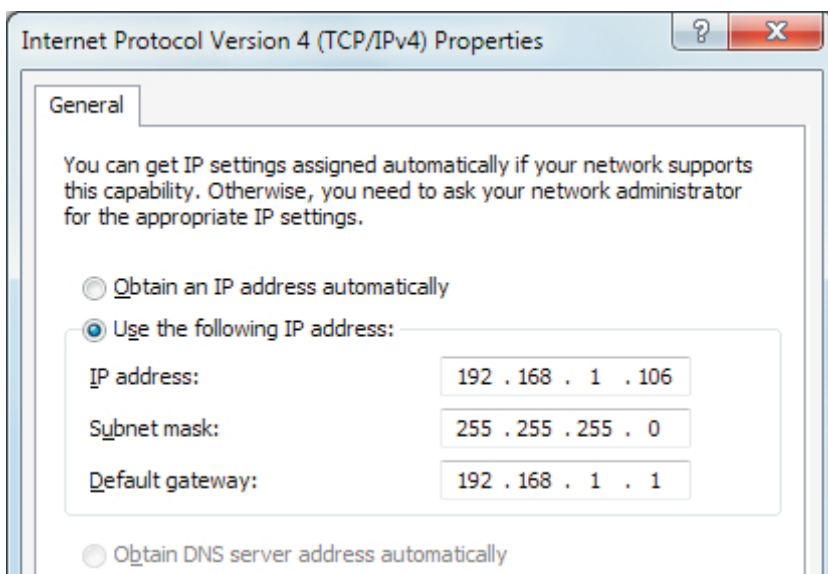 Internet Protocol Version 4 (TCP/IPv4) Properties
?
X
General
You can get IP settings assigned automatically if your network supports
this capability. Otherwise, you need to ask your network administrator
for the appropriate IP settings.
Obtain an IP address automatically
Use the following IP address:
IP address: 192 . 168 . 1 . 106
Subnet mask: 255 . 255 . 255 . 0
Default gateway: 192 . 168 . 1 . 1
Obtain DNS server address automatically